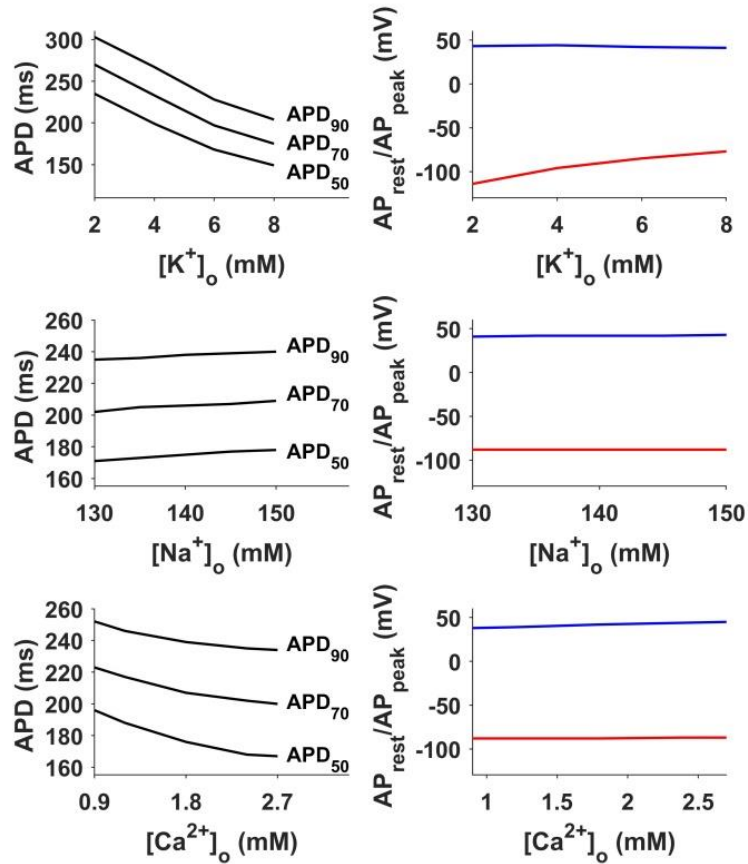 300
250
200
150
APD (ms)
APD90
APD70
APD50
2 4 6 8
[K+]o (mM)
50
0
-50
-100
APrest/APpeak (mV)
2 4 6 8
[K+]o (mM)
260
240
220
200
180
160
APD (ms)
APD90
APD70
APD50
130 150
[Na+]o (mM)
50
0
-50
-100
APrest/APpeak (mV)
130 140 150
[Na+]o (mM)
260
240
220
200
180
160
APD (ms)
APD90
APD70
APD50
0.9 1.8 2.7
[Ca2+]o (mM)
50
0
-50
-100
APrest/APpeak (mV)
1 1.5 2 2.5
[Ca2+]o (mM)